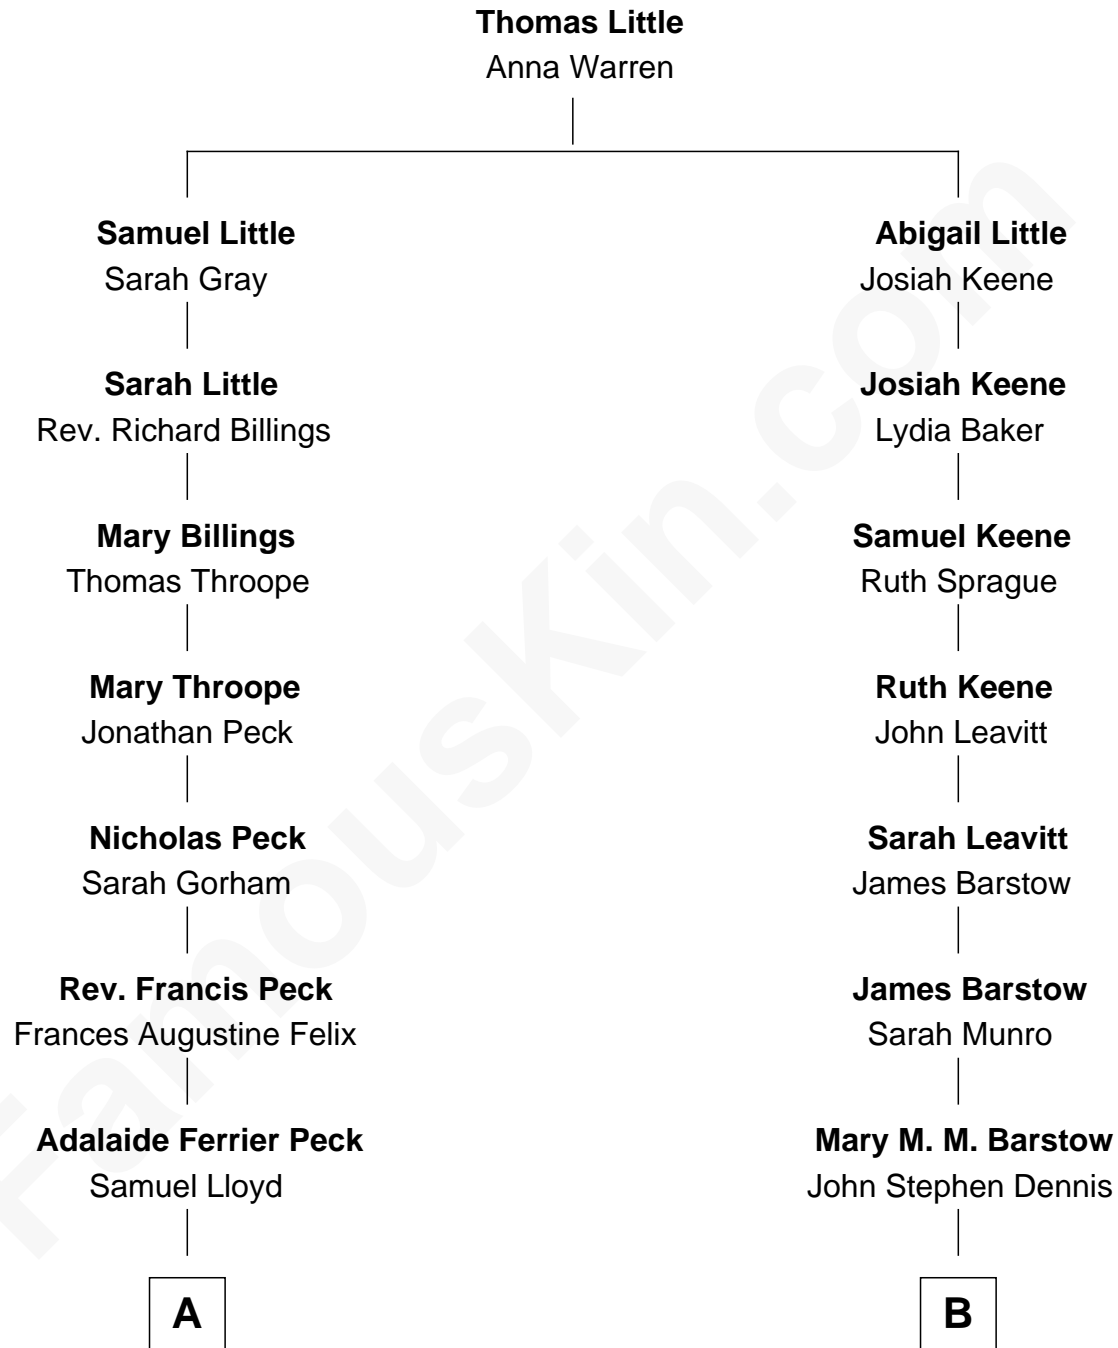 Thomas Little
Anna Warren
Samuel Little
Sarah Gray
Sarah Little
Rev. Richard Billings
Mary Billings
Thomas Throope
Mary Throope
Jonathan Peck
Nicholas Peck
Sarah Gorham
Rev. Francis Peck
Frances Augustine Felix
Adalaide Ferrier Peck
Samuel Lloyd
A
Abigail Little
Josiah Keene
Josiah Keene
Lydia Baker
Samuel Keene
Ruth Sprague
Ruth Keene
John Leavitt
Sarah Leavitt
James Barstow
James Barstow
Sarah Munro
Mary M. M. Barstow
John Stephen Dennis
B
FamousKin.com